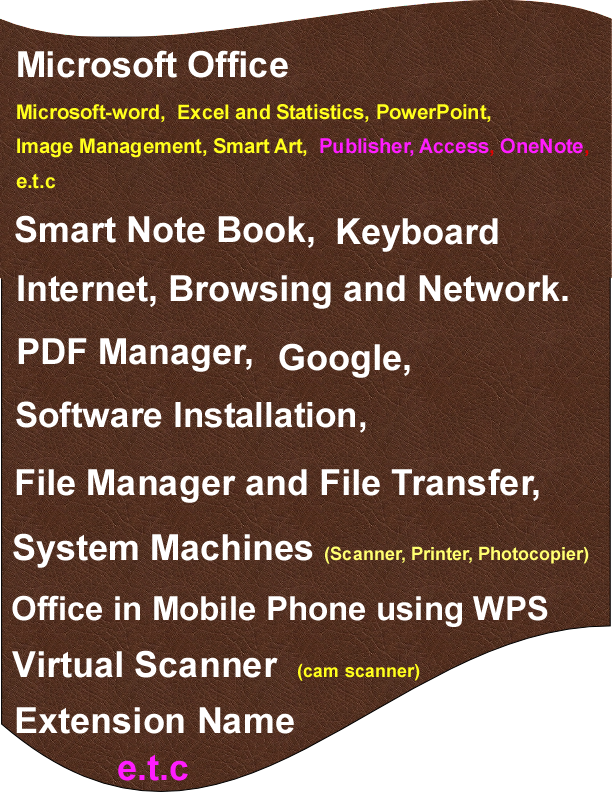 Microsoft Office
Microsoft-word, Excel and Statistics, PowerPoint,
Image Management, Smart Art, Publisher, Access, OneNote,
e.t.c
Smart Note Book, Keyboard
Internet, Browsing and Network.
PDF Manager, Google,
Software Installation,
File Manager and File Transfer,
System Machines (Scanner, Printer, Photocopier)
Office in Mobile Phone using WPS
Virtual Scanner (cam scanner)
Extension Name
e.t.c